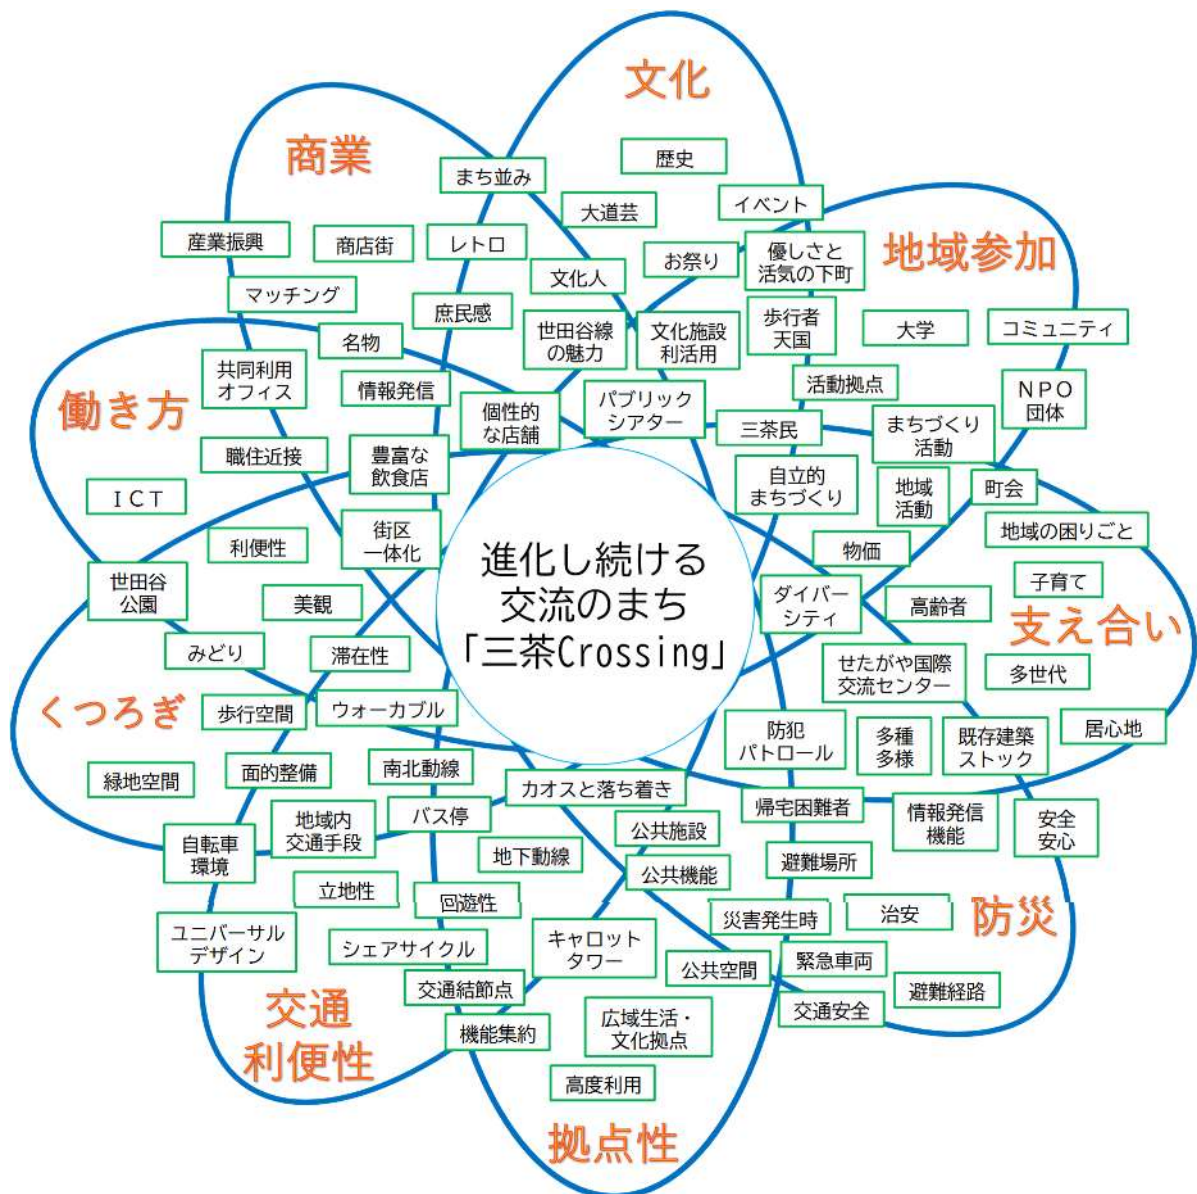 文化
商業
歴史
まち並み
大道芸
イベント
産業振興
商店街
レトロ
お祭り
優しさと
活気の下町
地域参加
文化人
マッチング
庶民感
世田谷線
の魅力
文化施設
利活用
歩行者
天国
大学
コミュニティ
名物
共同利用
オフィス
情報発信
個性的
な店舗
パブリック
シアター
活動拠点
NPO
団体
働き方
三茶民
まちづくり
活動
職住近接
豊富な
飲食店
自立的
まちづくり
地域
活動
町会
ICT
利便性
街区
一体化
進化し続ける
交流のまち
「三茶Crossing」
物価
地域の困りごと
世田谷
公園
美観
ダイバー
シティ
高齢者
子育て
支え合い
みどり
滞在性
せたがや国際
交流センター
多世代
くつろぎ
歩行空間
ウォーカブル
防犯
パトロール
多種
多様
既存建築
ストック
居心地
緑地空間
面的整備
南北動線
カオスと落ち着き
帰宅困難者
情報発信
機能
安全
安心
自転車
環境
地域内
交通手段
バス停
地下動線
公共施設
公共機能
避難場所
立地性
回遊性
災害発生時
治安
防災
ユニバーサル
デザイン
シェアサイクル
キャロット
タワー
公共空間
緊急車両
避難経路
交通結節点
交通安全
交通
利便性
機能集約
広域生活・
文化拠点
高度利用
拠点性